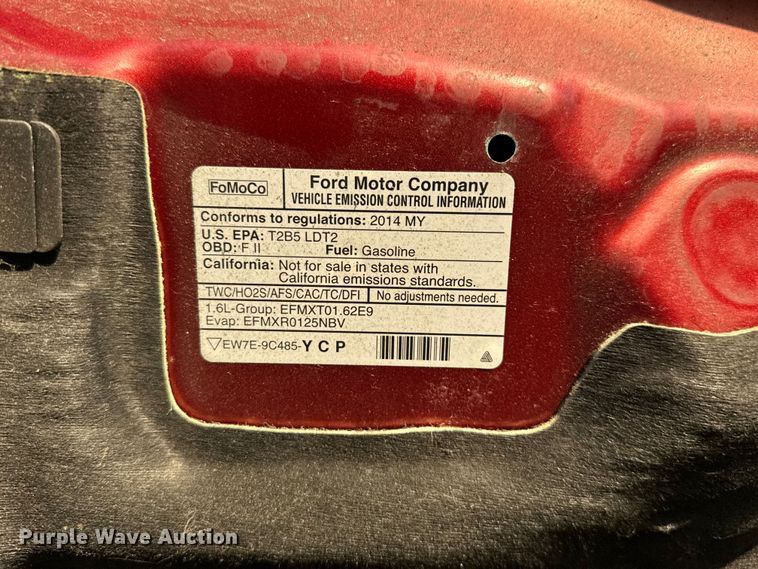 FoMoCo
Ford Motor Company
VEHICLE EMISSION CONTROL INFORMATION
Conforms to regulations: 2014 MY
U.S. EPA: T2B5 LDT2
OBD: F II Fuel: Gasoline
California: Not for sale in states with
California emissions standards.
TWC/HO2S/AFS/CAC/TC/DFI No adjustments needed.
1.6L-Group: EFMXT01.62E9
Evap: EFMXR0125NBV
EW7E-9C485-Y C P
Purple Wave Auction